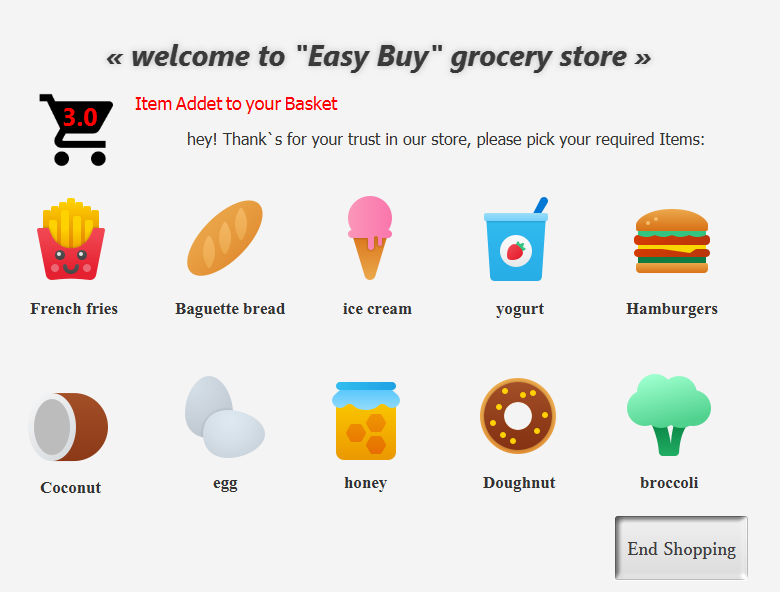 « welcome to "Easy Buy" grocery store »
3.0
Item Addet to your Basket
hey! Thank`s for your trust in our store, please pick your required Items:
French fries
Baguette bread
ice cream
yogurt
Hamburgers
Coconut
egg
honey
Doughnut
broccoli
End Shopping